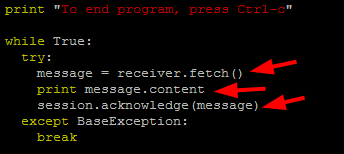 print "To end program, press Ctrl-c"
while True:
  try:
    message = receiver.fetch()
    print message.content
    session.acknowledge(message)
  except BaseException:
    break